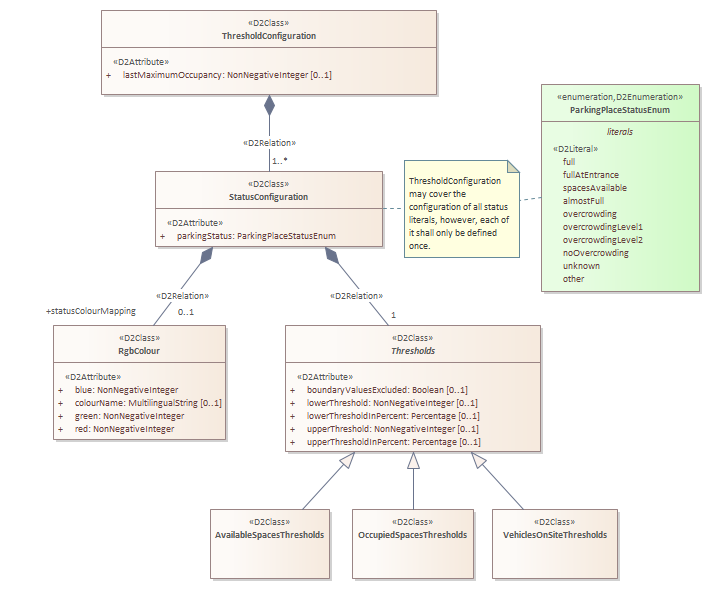 «D2Class»
ThresholdConfiguration
«D2Attribute»
+ lastMaximumOccupancy: NonNegativeInteger [0..1]
«D2Relation»
1..*
«D2Class»
StatusConfiguration
«D2Attribute»
+ parkingStatus: ParkingPlaceStatusEnum
ThresholdConfiguration
may cover the
configuration of all status
literals, however, each of
it shall only be defined
once.
«enumeration,D2Enumeration»
ParkingPlaceStatusEnum
literals
«D2Literal»
full
fullAtEntrance
spacesAvailable
almostFull
overcrowding
overcrowdingLevel1
overcrowdingLevel2
noOvercrowding
unknown
other
«D2Relation»
+statusColourMapping
0..1
«D2Relation»
1
«D2Class»
RgbColour
«D2Attribute»
+ blue: NonNegativeInteger
+ colourName: MultilingualString [0..1]
+ green: NonNegativeInteger
+ red: NonNegativeInteger
«D2Class»
Thresholds
«D2Attribute»
+ boundaryValuesExcluded: Boolean [0..1]
+ lowerThreshold: NonNegativeInteger [0..1]
+ lowerThresholdInPercent: Percentage [0..1]
+ upperThreshold: NonNegativeInteger [0..1]
+ upperThresholdInPercent: Percentage [0..1]
«D2Class»
AvailableSpacesThresholds
«D2Class»
OccupiedSpacesThresholds
«D2Class»
VehiclesOnSiteThresholds